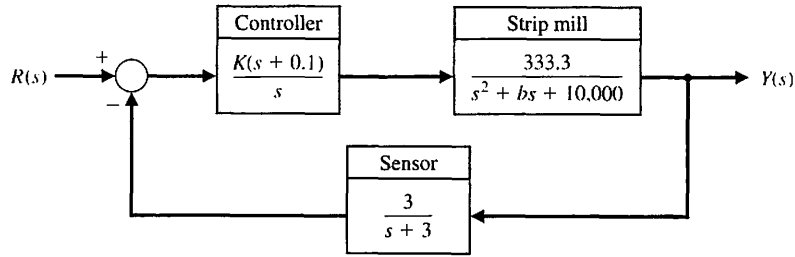 Controller
Strip mill
R(s)
+
−
K(s + 0.1)
s
333.3
s² + bs + 10,000
Y(s)
Sensor
3
s + 3